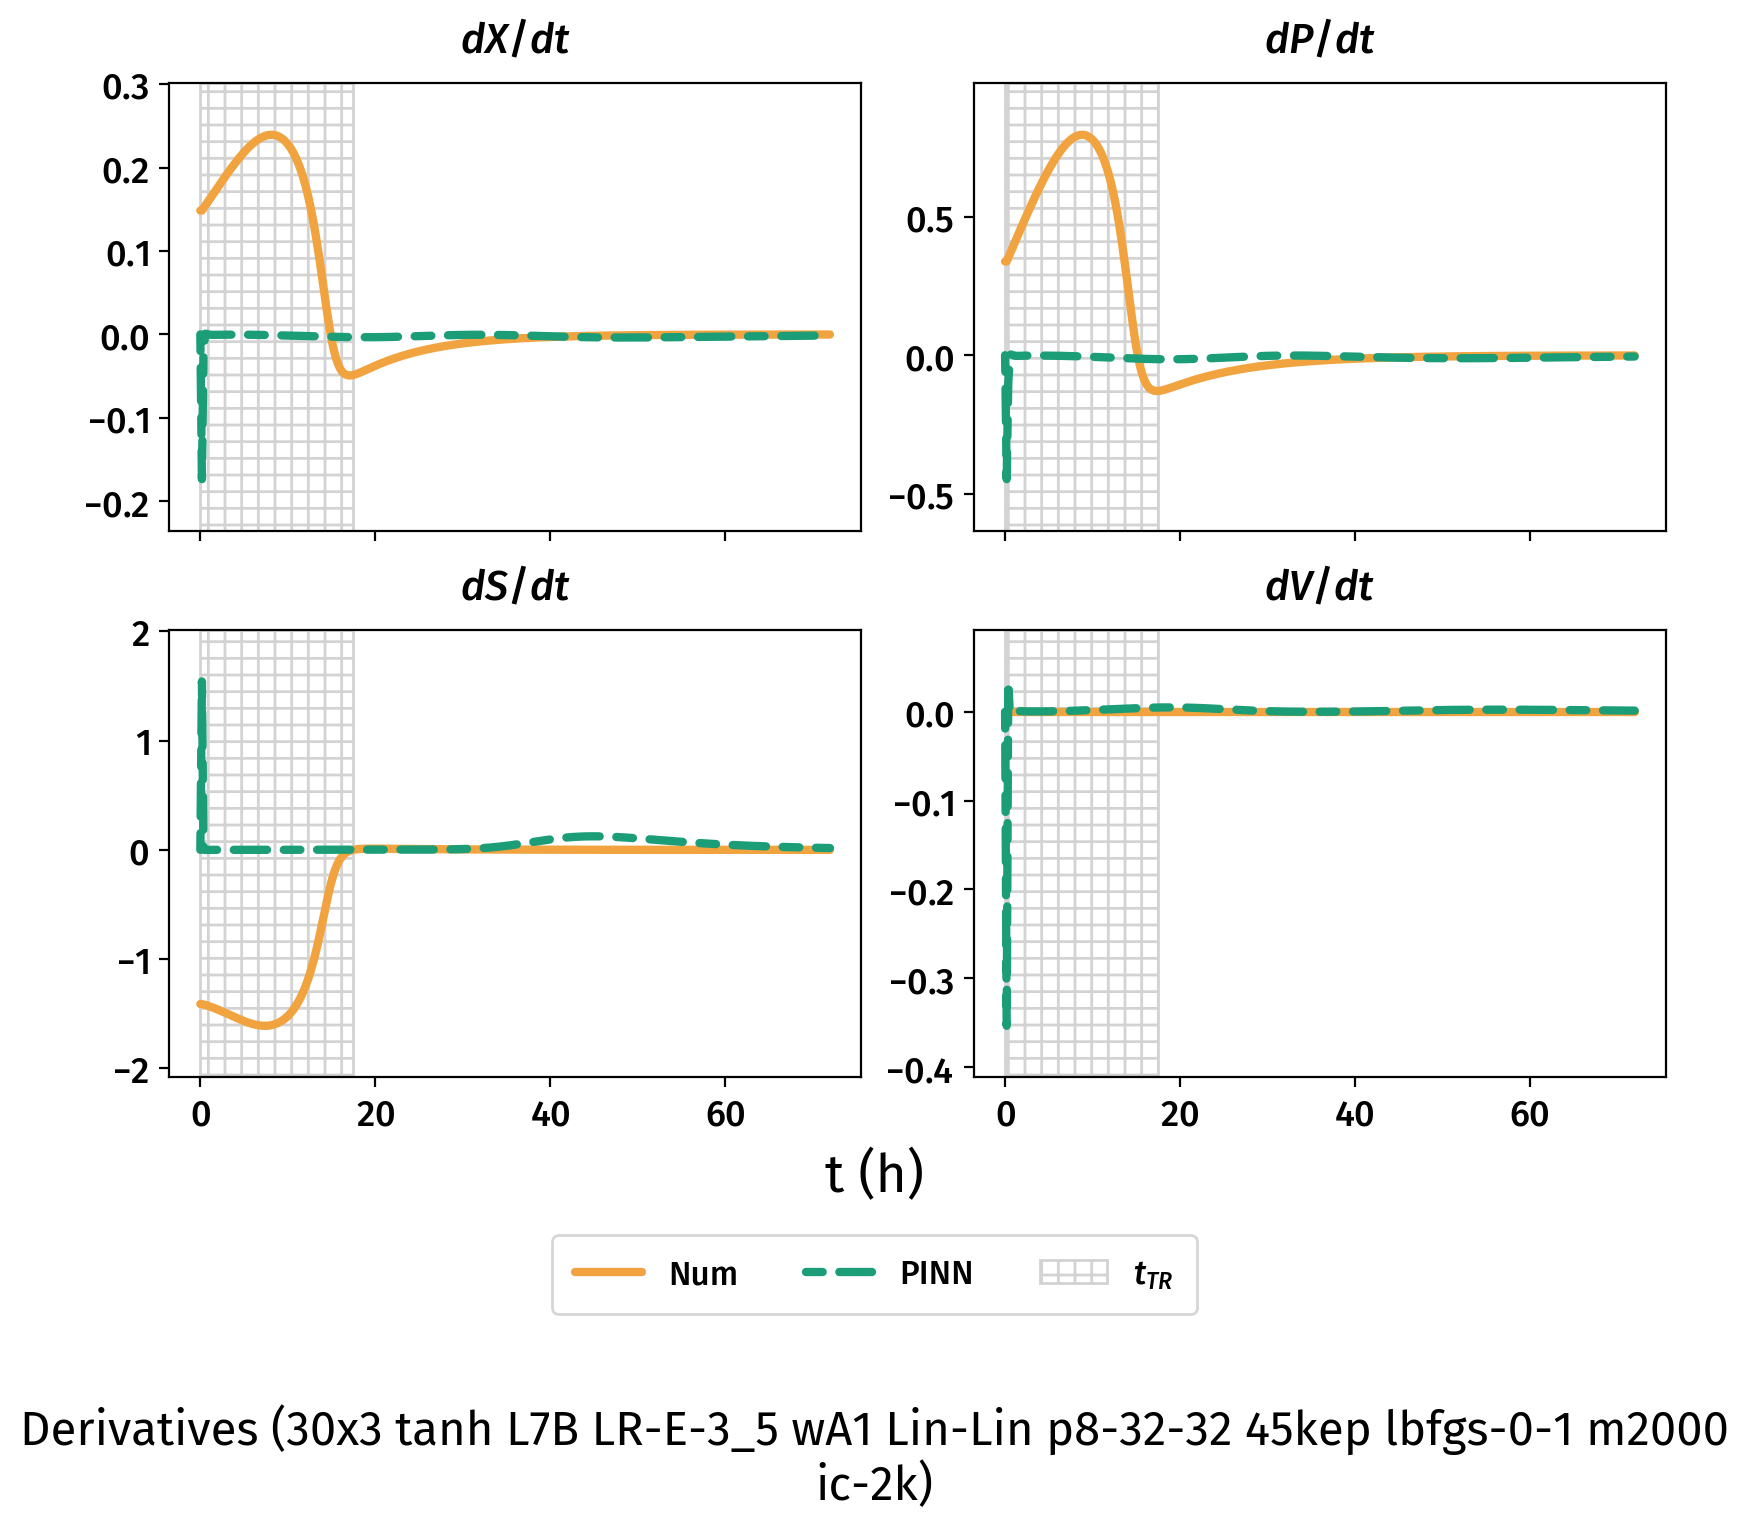 dX/dt
dP/dt
0.3
0.2
0.1
0.0
−0.1
−0.2
0.5
0.0
−0.5
dS/dt
dV/dt
2
1
0
−1
−2
0.0
−0.1
−0.2
−0.3
−0.4
0 20 40 60
0 20 40 60
t (h)
Num PINN tTR
Derivatives (30x3 tanh L7B LR-E-3_5 wA1 Lin-Lin p8-32-32 45kep lbfgs-0-1 m2000
ic-2k)